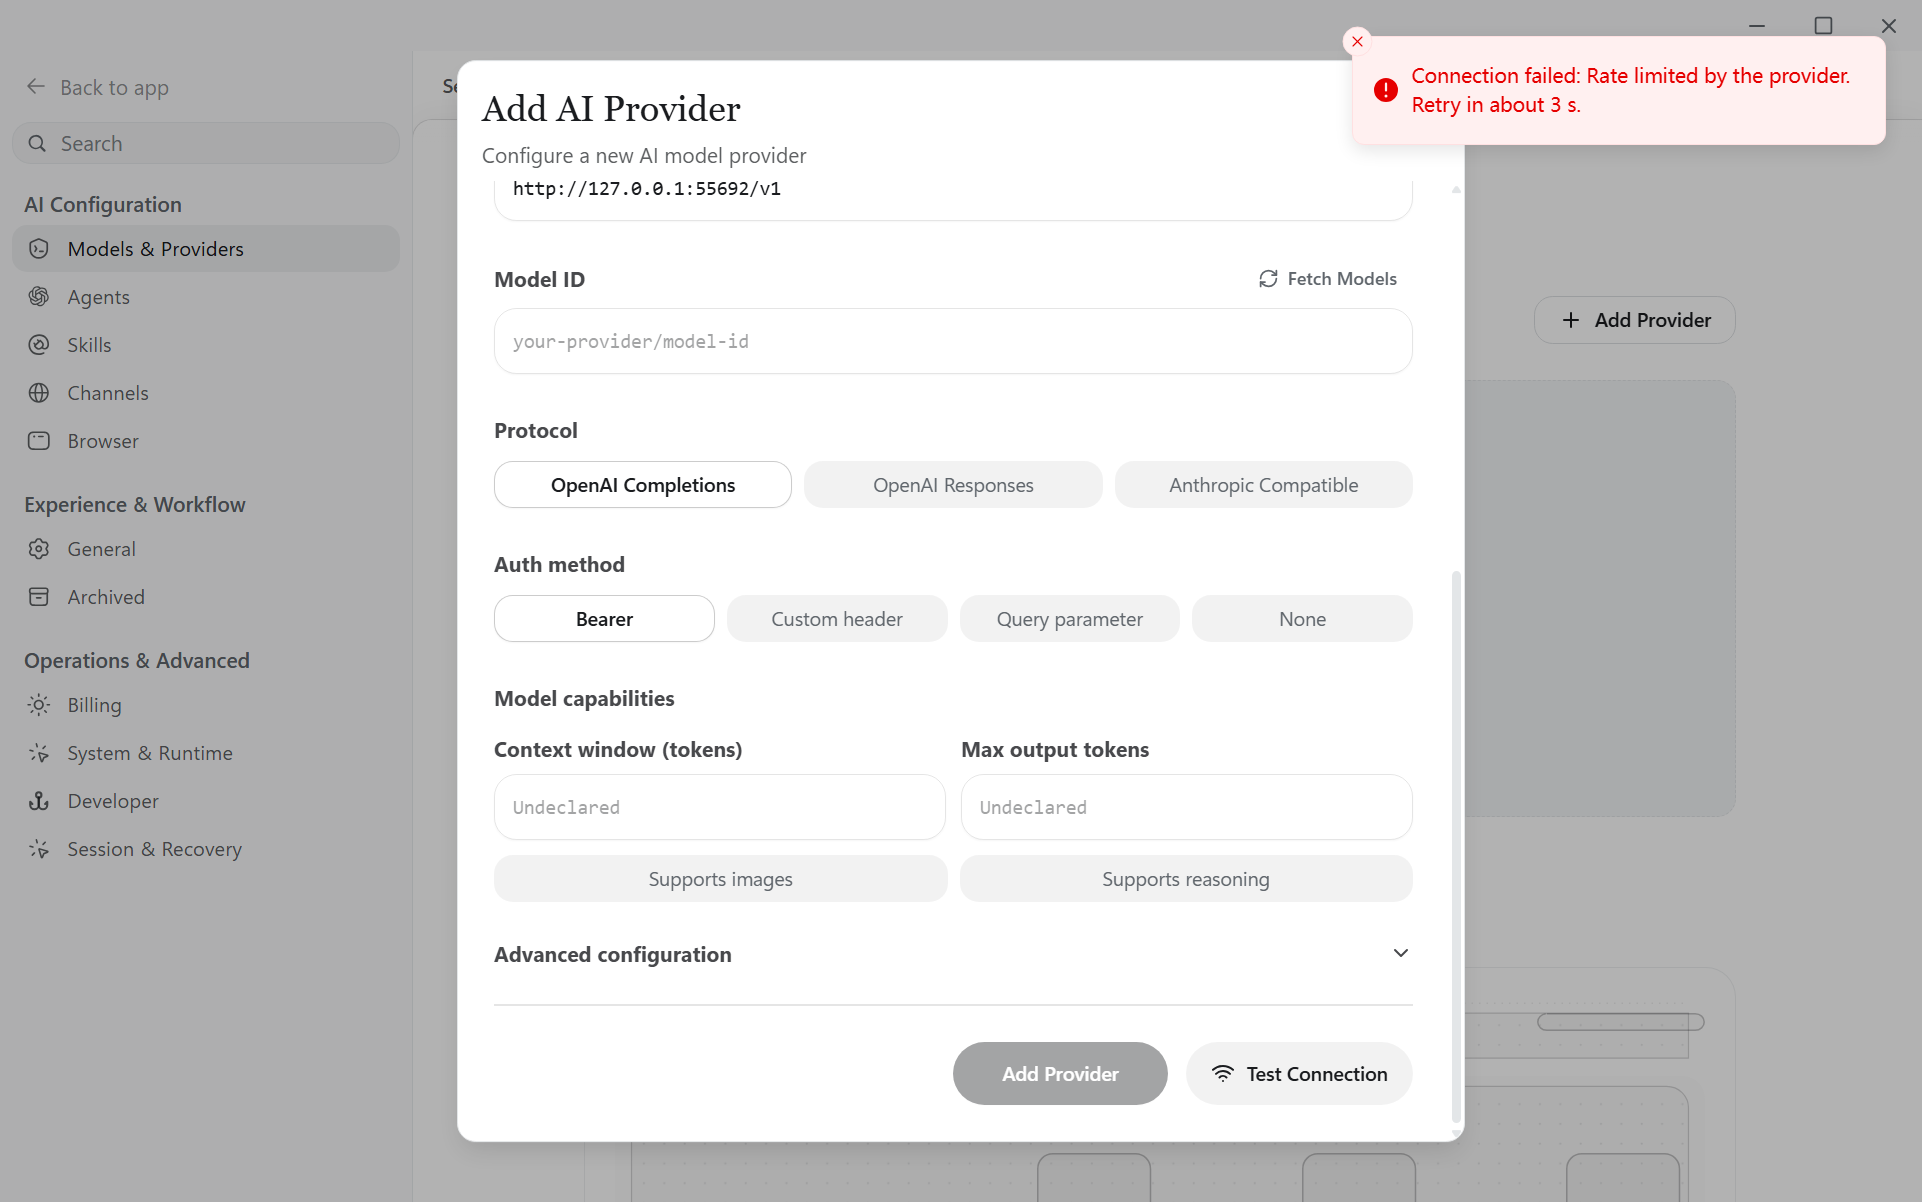 Back to app
Search
AI Configuration
Models & Providers
Agents
Skills
Channels
Browser
Experience & Workflow
General
Archived
Operations & Advanced
Billing
System & Runtime
Developer
Session & Recovery
Add AI Provider
Configure a new AI model provider
http://127.0.0.1:55692/v1
Model ID
Fetch Models
your-provider/model-id
Protocol
OpenAI Completions
OpenAI Responses
Anthropic Compatible
Auth method
Bearer
Custom header
Query parameter
None
Model capabilities
Context window (tokens)
Max output tokens
Undeclared
Undeclared
Supports images
Supports reasoning
Advanced configuration
Add Provider
Test Connection
Connection failed: Rate limited by the provider.
Retry in about 3 s.
Add Provider